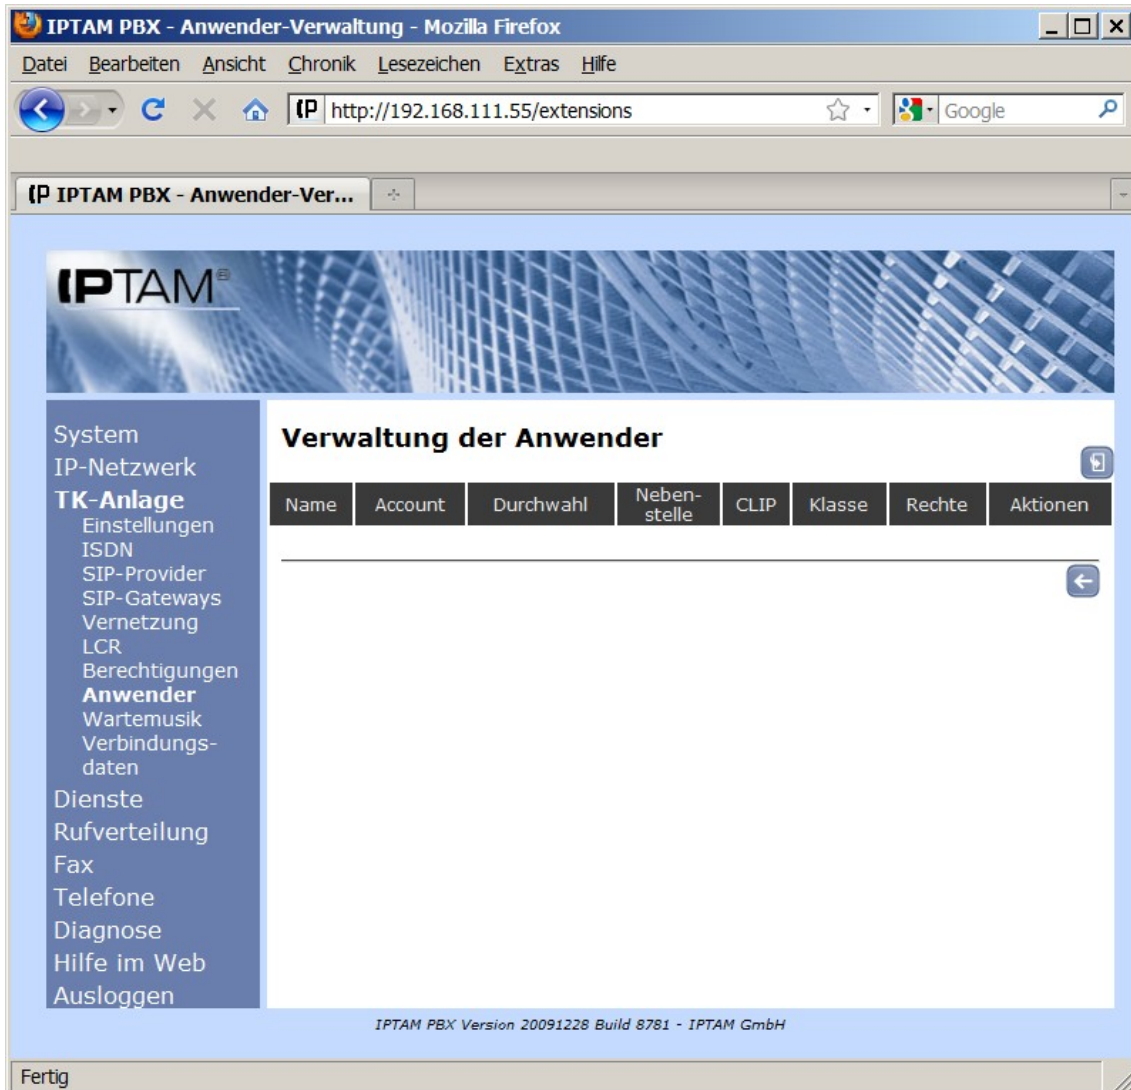 IPTAM PBX - Anwender-Verwaltung - Mozilla Firefox
Datei Bearbeiten Ansicht Chronik Lesezeichen Extras Hilfe
(P http://192.168.111.55/extensions Google
(P IPTAM PBX - Anwender-Ver...
IPTAM®
System
IP-Netzwerk
TK-Anlage
Einstellungen
ISDN
SIP-Provider
SIP-Gateways
Vernetzung
LCR
Berechtigungen
Anwender
Wartemusik
Verbindungs-
daten
Dienste
Rufverteilung
Fax
Telefone
Diagnose
Hilfe im Web
Ausloggen
Verwaltung der Anwender
Name Account Durchwahl Neben-
stelle CLIP Klasse Rechte Aktionen
IPTAM PBX Version 20091228 Build 8781 - IPTAM GmbH
Fertig